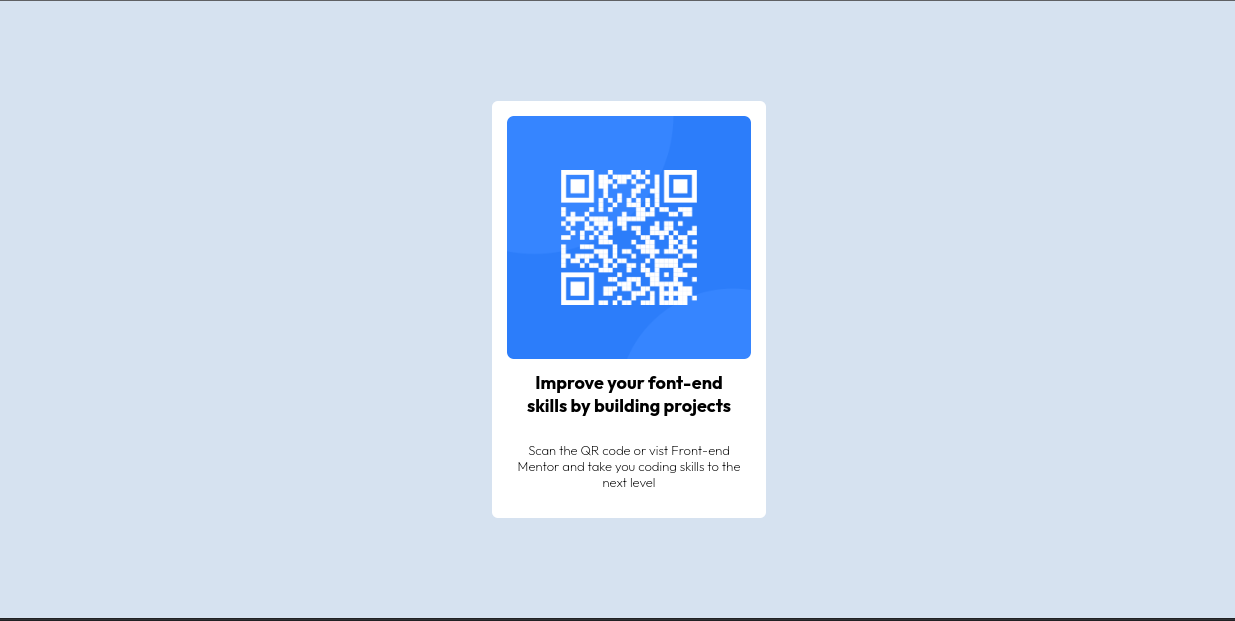 Improve your font-end
skills by building projects
Scan the QR code or vist Front-end
Mentor and take you coding skills to the
next level